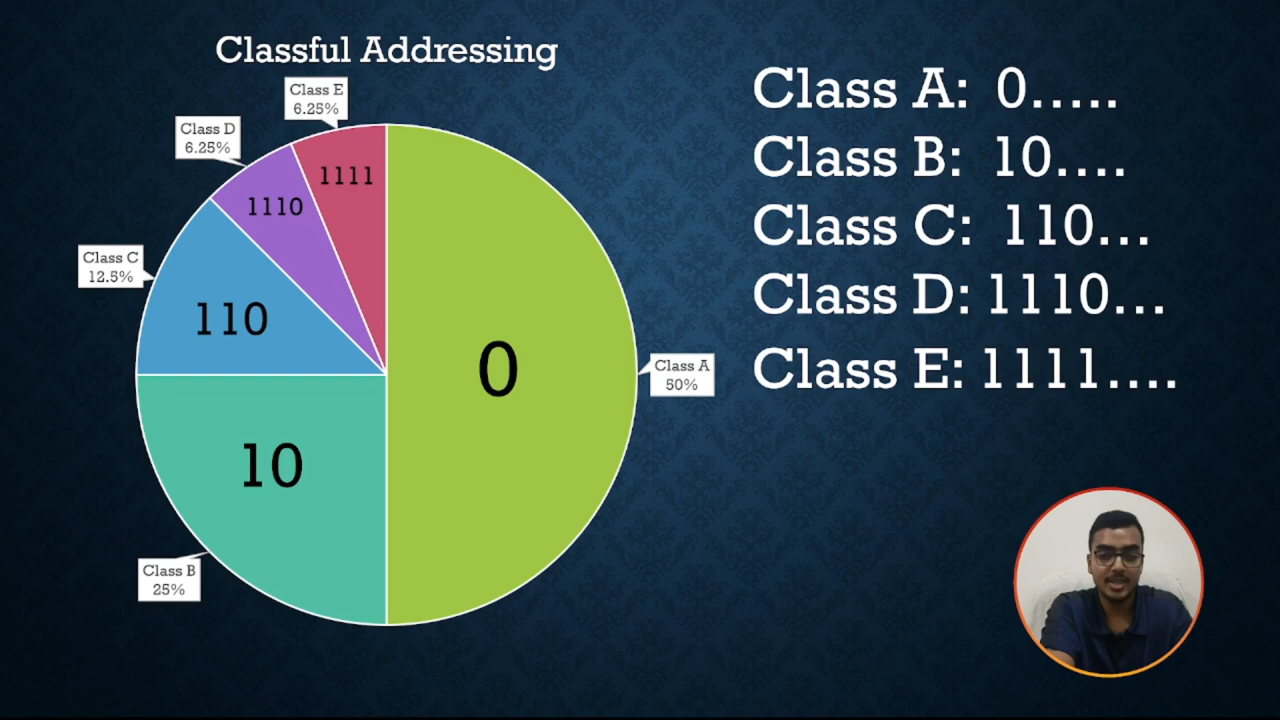 Classful Addressing
Class E
6.25%
Class D
6.25%
1111
1110
Class C
12.5%
110
0
Class A
50%
10
Class B
25%
Class A: 0.....
Class B: 10....
Class C: 110...
Class D: 1110...
Class E: 1111....